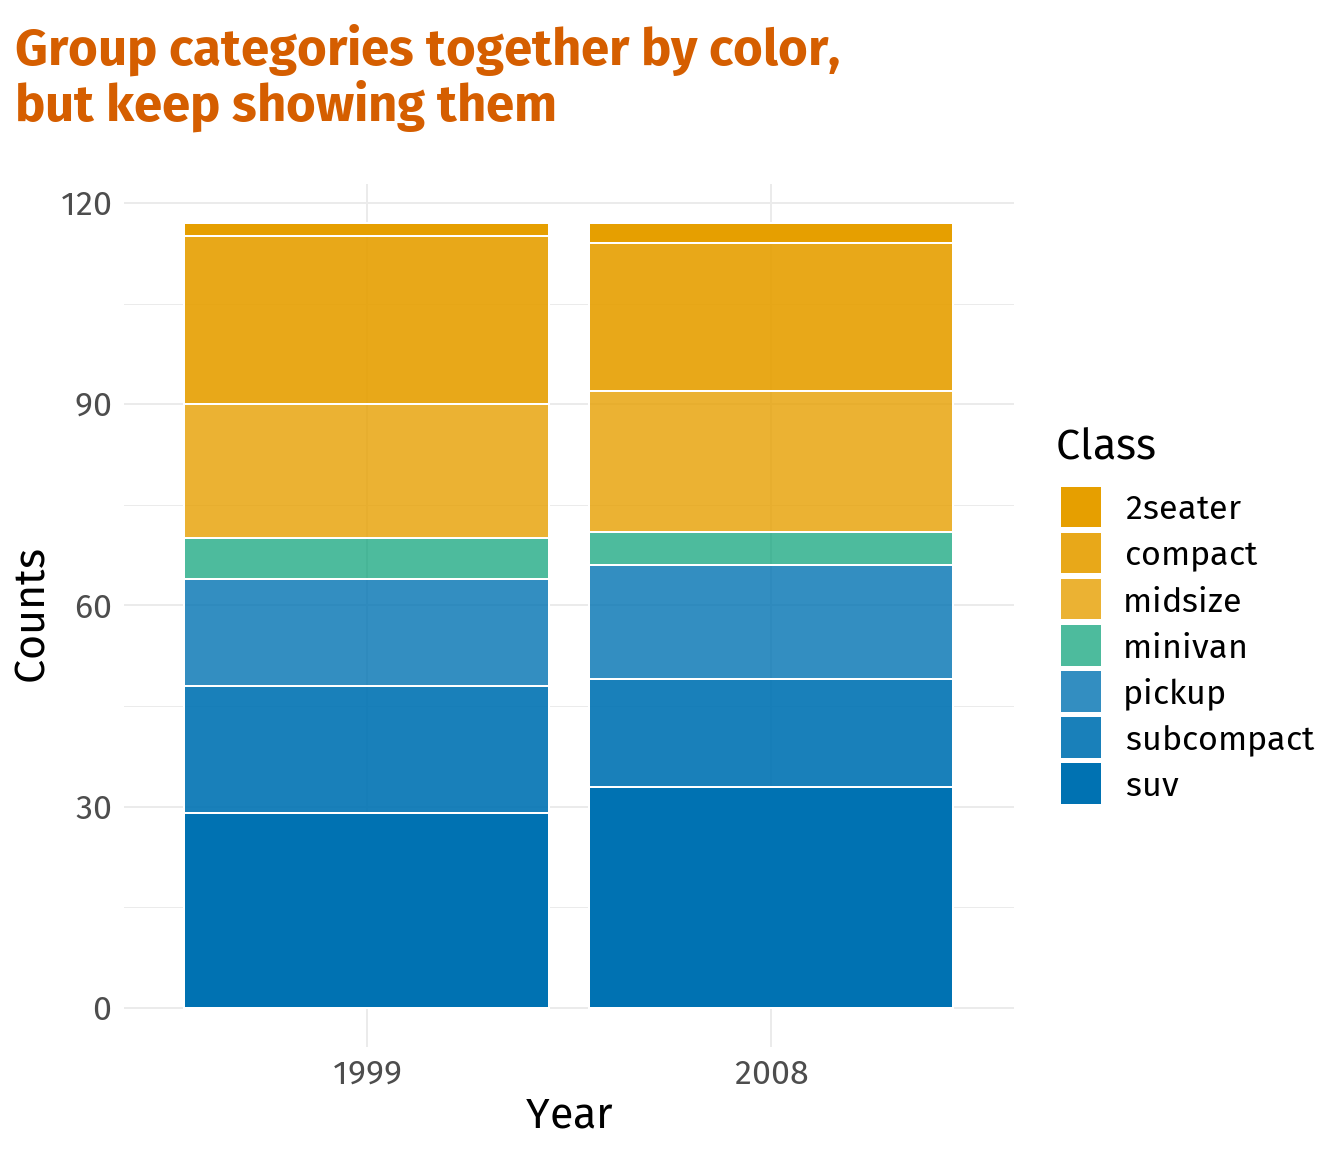 Group categories together by color,
but keep showing them
120
90
60
30
0
Counts
1999
2008
Year
Class
2seater
compact
midsize
minivan
pickup
subcompact
suv